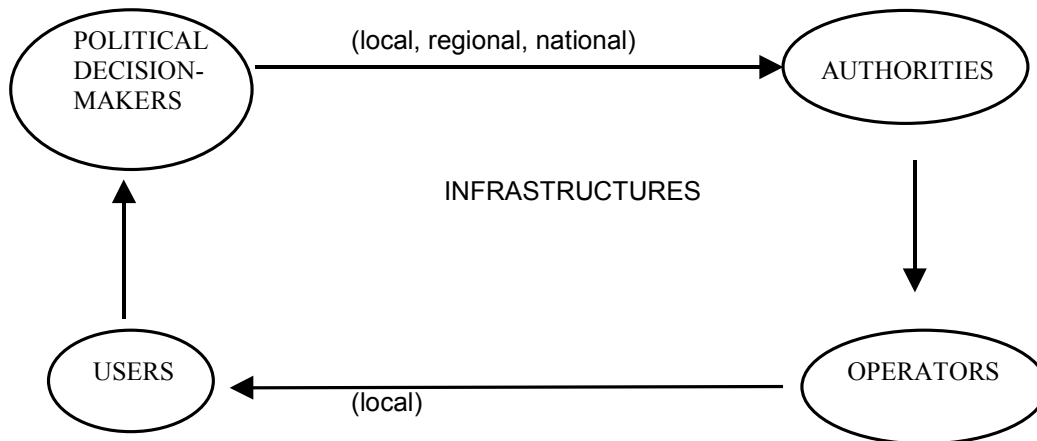 POLITICAL
DECISION-
MAKERS
(local, regional, national)
AUTHORITIES
INFRASTRUCTURES
USERS
OPERATORS
(local)